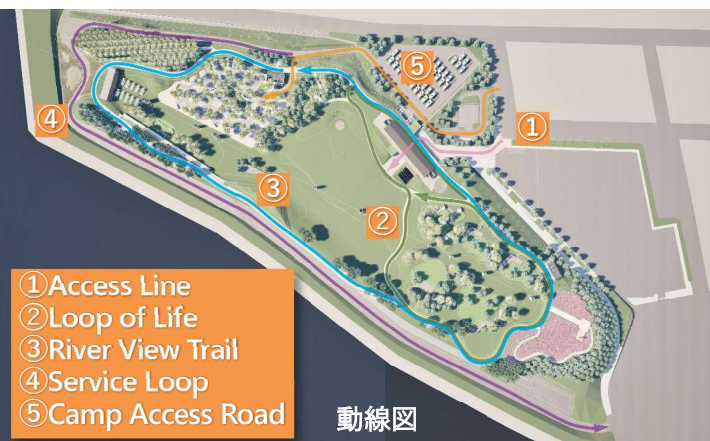 ⑤
①
④
③
②
①Access Line
②Loop of Life
③River View Trail
④Service Loop
⑤Camp Access Road
動線図